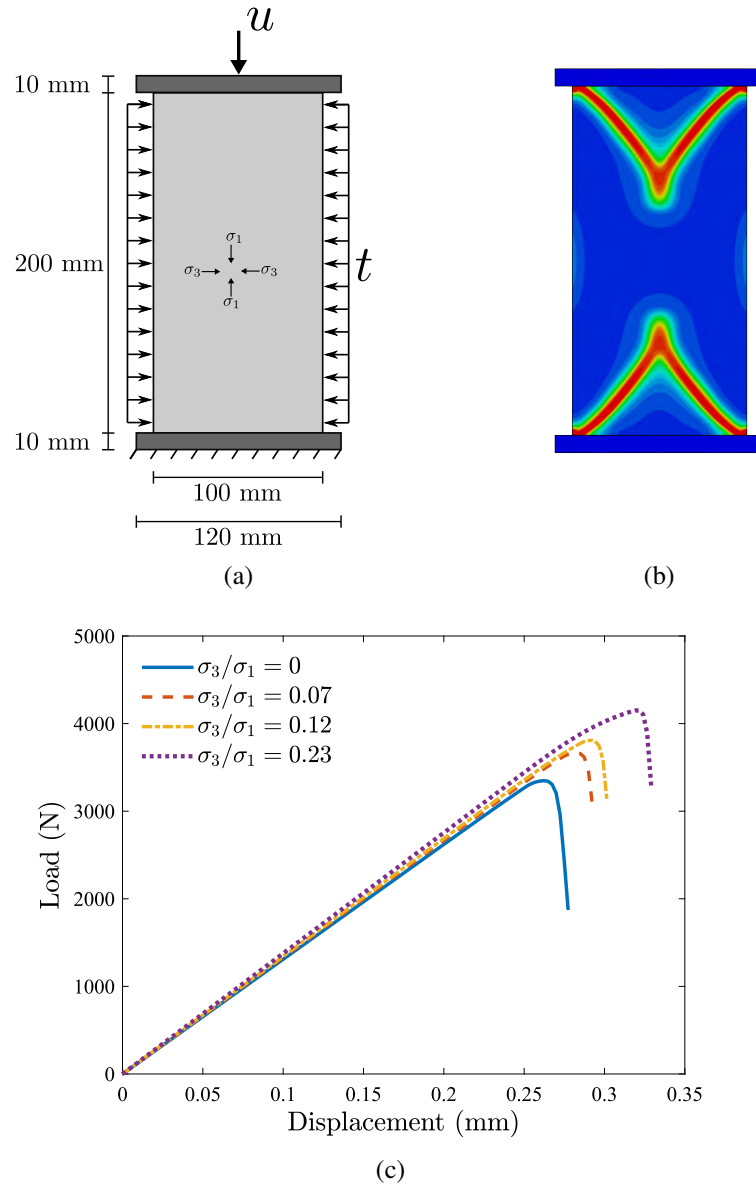 u
10 mm
200 mm
σ₁
σ₃
σ₃
σ₁
t
10 mm
100 mm
120 mm
(a)
(b)
5000
4000
3000
2000
1000
0
Load (N)
σ₃/σ₁ = 0
σ₃/σ₁ = 0.07
σ₃/σ₁ = 0.12
σ₃/σ₁ = 0.23
0 0.05 0.1 0.15 0.2 0.25 0.3 0.35
Displacement (mm)
(c)